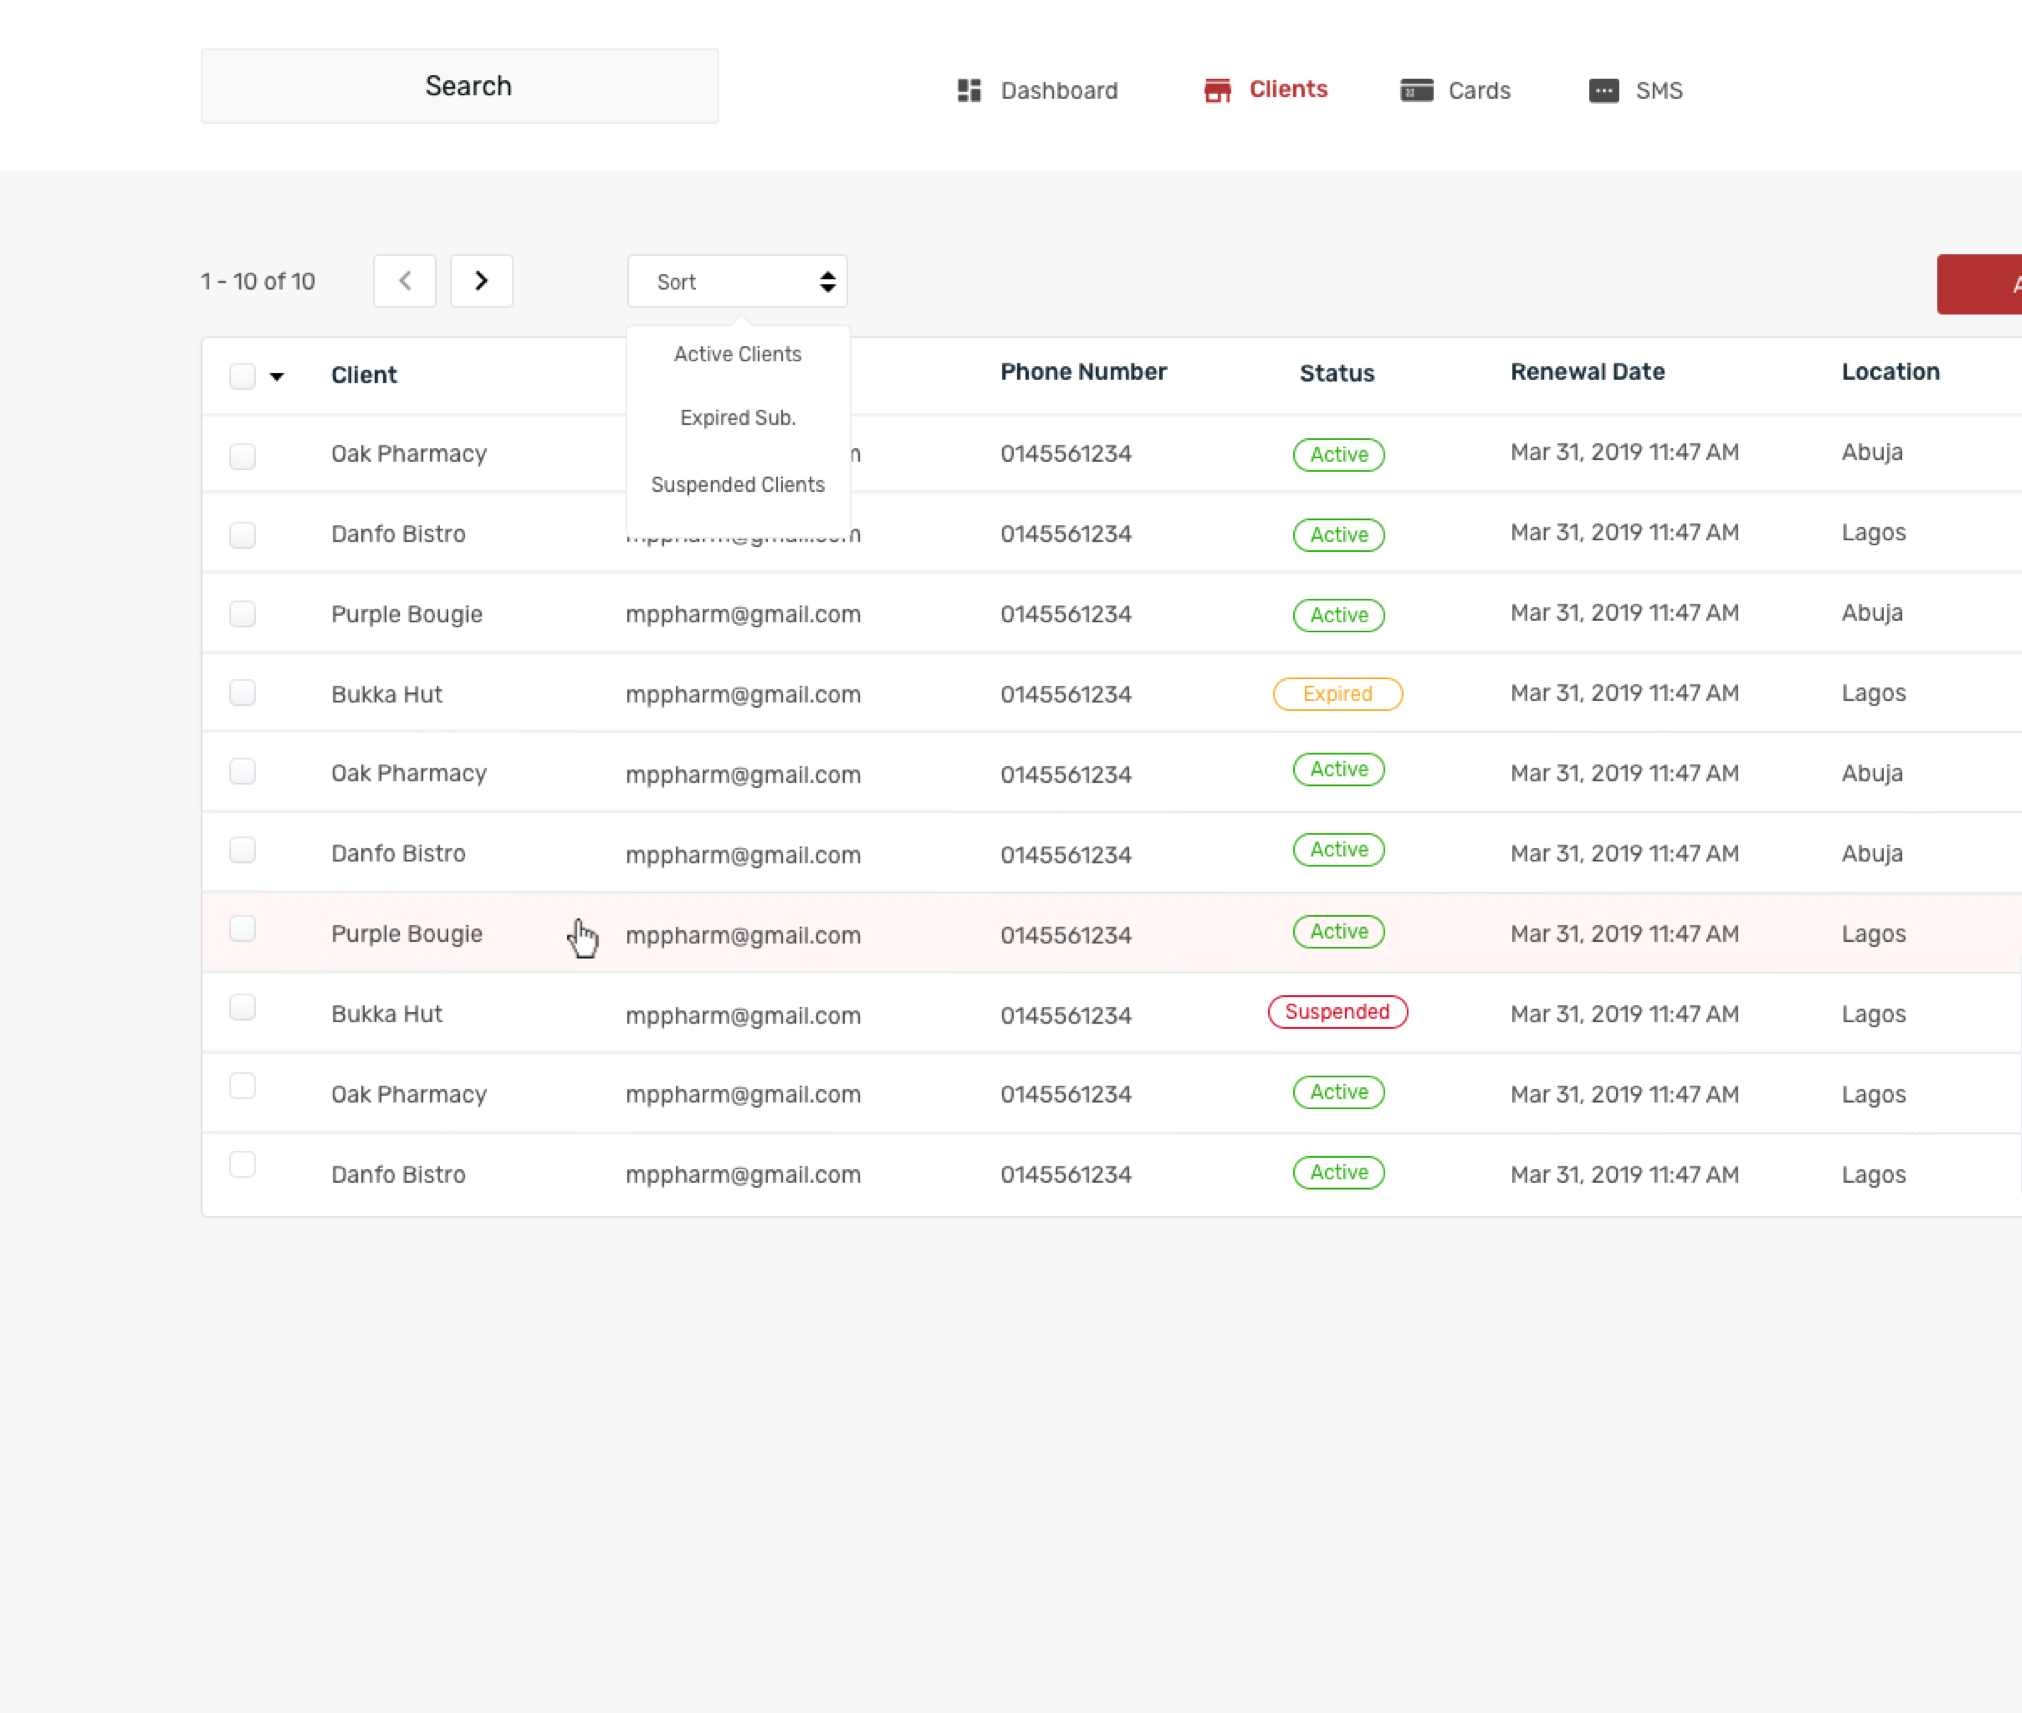 Search
Dashboard
Clients
Cards
SMS
1 - 10 of 10
Sort
Active Clients
Expired Sub.
Suspended Clients
Client Phone Number Status Renewal Date Location
Oak Pharmacy 0145561234 Active Mar 31, 2019 11:47 AM Abuja
Danfo Bistro 0145561234 Active Mar 31, 2019 11:47 AM Lagos
Purple Bougie mppharm@gmail.com 0145561234 Active Mar 31, 2019 11:47 AM Abuja
Bukka Hut mppharm@gmail.com 0145561234 Expired Mar 31, 2019 11:47 AM Lagos
Oak Pharmacy mppharm@gmail.com 0145561234 Active Mar 31, 2019 11:47 AM Abuja
Danfo Bistro mppharm@gmail.com 0145561234 Active Mar 31, 2019 11:47 AM Abuja
Purple Bougie mppharm@gmail.com 0145561234 Active Mar 31, 2019 11:47 AM Lagos
Bukka Hut mppharm@gmail.com 0145561234 Suspended Mar 31, 2019 11:47 AM Lagos
Oak Pharmacy mppharm@gmail.com 0145561234 Active Mar 31, 2019 11:47 AM Lagos
Danfo Bistro mppharm@gmail.com 0145561234 Active Mar 31, 2019 11:47 AM Lagos